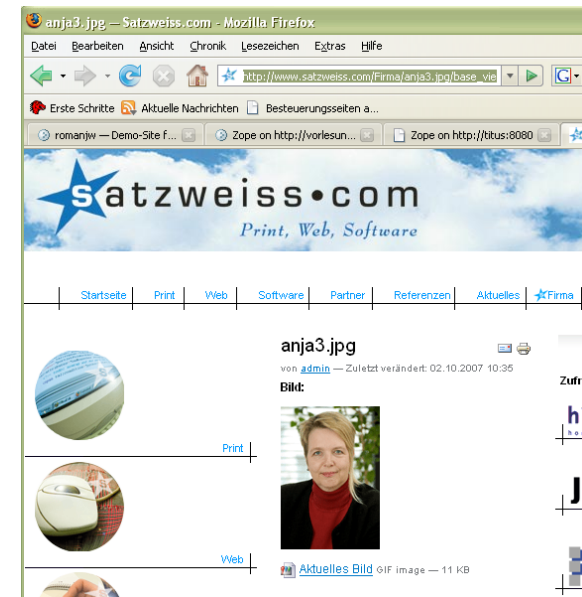 anja3.jpg — Satzweiss.com - Mozilla Firefox
Datei Bearbeiten Ansicht Chronik Lesezeichen Extras Hilfe
http://www.satzweiss.com/Firma/anja3.jpg/base_vie
G
Erste Schritte Aktuelle Nachrichten Besteuerungsseiten a...
romanjw — Demo-Site f... Zope on http://vorlesun... Zope on http://titus:8080
satzweiss•com
Print, Web, Software
Startseite Print Web Software Partner Referenzen Aktuelles Firma
anja3.jpg
von admin — Zuletzt verändert: 02.10.2007 10:35
Bild:
Zufr
h
ho
Print
J
Web
Aktuelles Bild GIF image — 11 KB